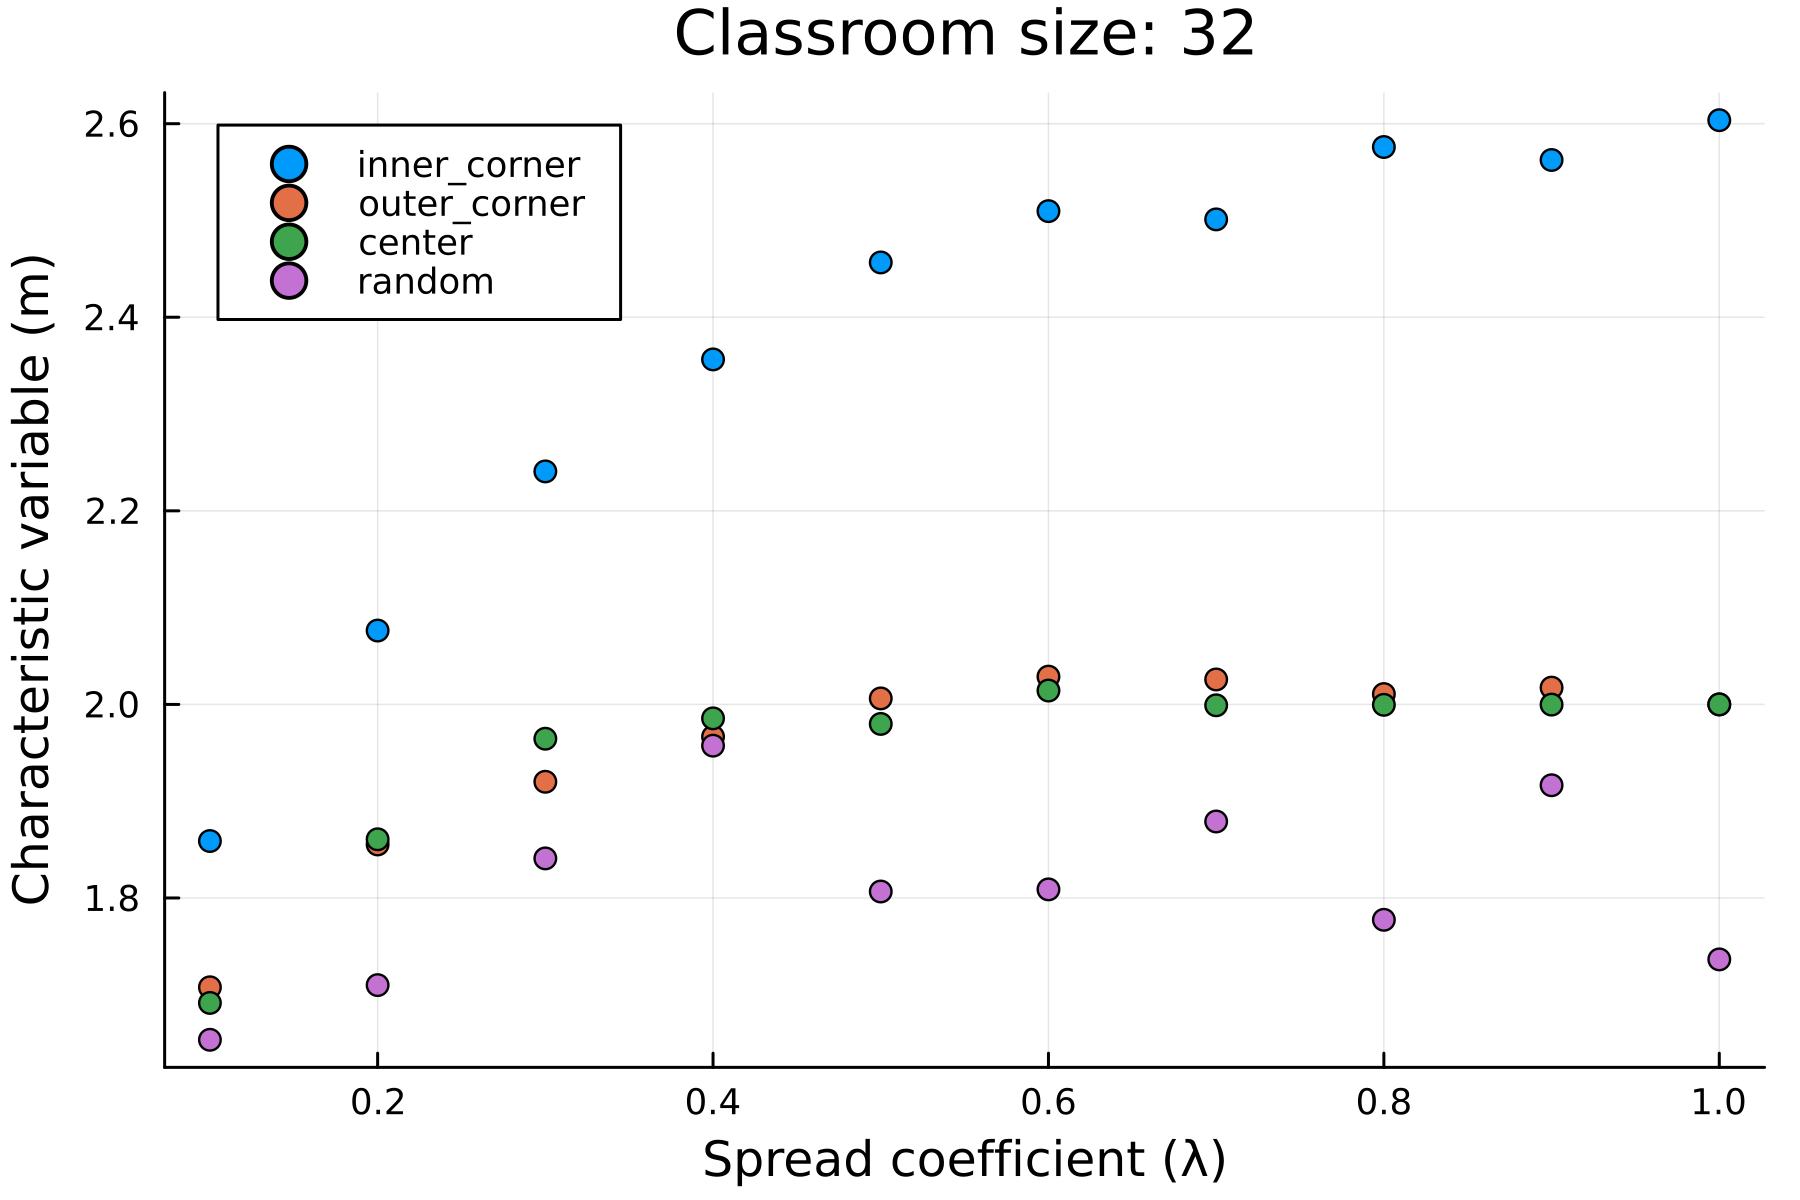 Classroom size: 32
inner_corner
outer_corner
center
random
Characteristic variable (m)
2.6
2.4
2.2
2.0
1.8
0.2 0.4 0.6 0.8 1.0
Spread coefficient (λ)